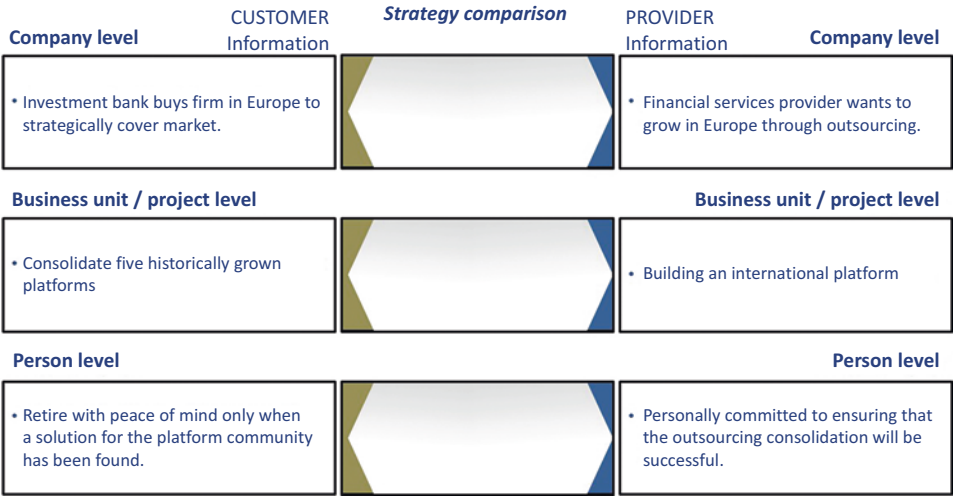 CUSTOMER
Information
Strategy comparison
PROVIDER
Information
Company level
Company level
• Investment bank buys firm in Europe to
strategically cover market.
• Financial services provider wants to
grow in Europe through outsourcing.
Business unit / project level
Business unit / project level
• Consolidate five historically grown
platforms
• Building an international platform
Person level
Person level
• Retire with peace of mind only when
a solution for the platform community
has been found.
• Personally committed to ensuring that
the outsourcing consolidation will be
successful.